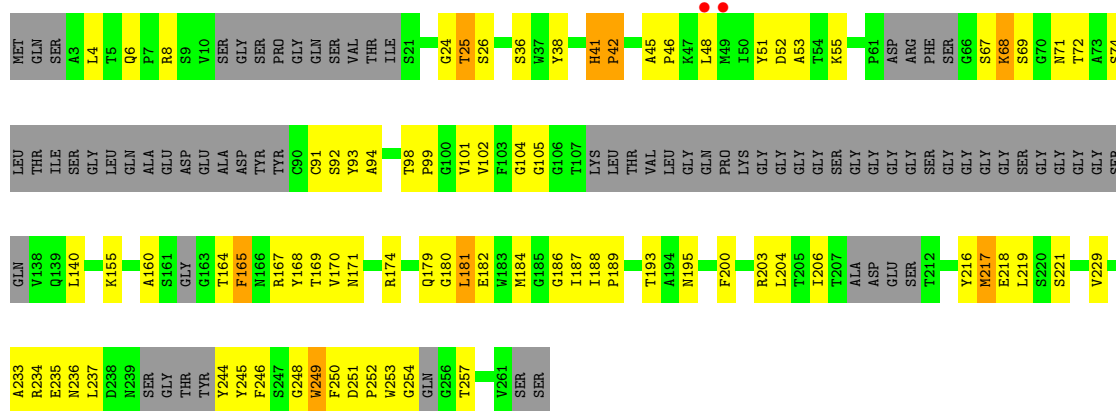 MET GLN SER A3 L4 T5 Q6 P7 R8 S9 V10 SER GLY SER PRO GLY GLN SER VAL THR ILE S21 G24 T25 S26 S36 W37 Y38 H41 P42 A45 P46 K47 L48 M49 I50 Y51 D52 A53 T54 K55 P61 ASP ARG PHE SER G66 S67 K68 S69 G70 N71 T72 A73
LEU THR ILE SER GLY LEU GLN ALA GLU ASP GLU ALA ASP TYR TYR C90 C91 S92 Y93 A94 T98 P99 G100 V101 V102 F103 G104 G105 G106 T107 LYS LEU THR VAL LEU GLY GLN PRO LYS GLY GLY GLY GLY SER GLY GLY GLY GLY SER GLY GLY GLY GLY SER GLY GLY GLY GLY
GLN V138 Q139 L140 K155 A160 S161 GLY G163 T164 F165 N166 R167 Y168 T169 V170 N171 R174 Q179 G180 L181 E182 W183 M184 G185 G186 I187 I188 P189 T193 A194 N195 F200 R203 L204 T205 I206 T207 ALA ASP GLU SER T212 Y216 M217 E218 L219 S220 S221 V229
A233 R234 E235 N236 L237 D238 N239 SER GLY THR TYR Y244 Y245 F246 S247 G248 W249 F250 D251 P252 W253 G254 GLN G256 T257 V261 SER SER